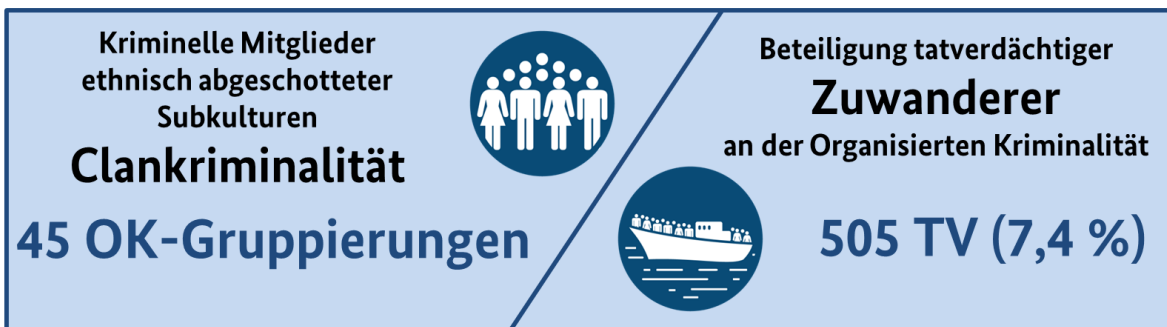 Kriminelle Mitglieder
ethnisch abgeschotteter
Subkulturen
Clankriminalität
45 OK-Gruppierungen
Beteiligung tatverdächtiger
Zuwanderer
an der Organisierten Kriminalität
505 TV (7,4 %)